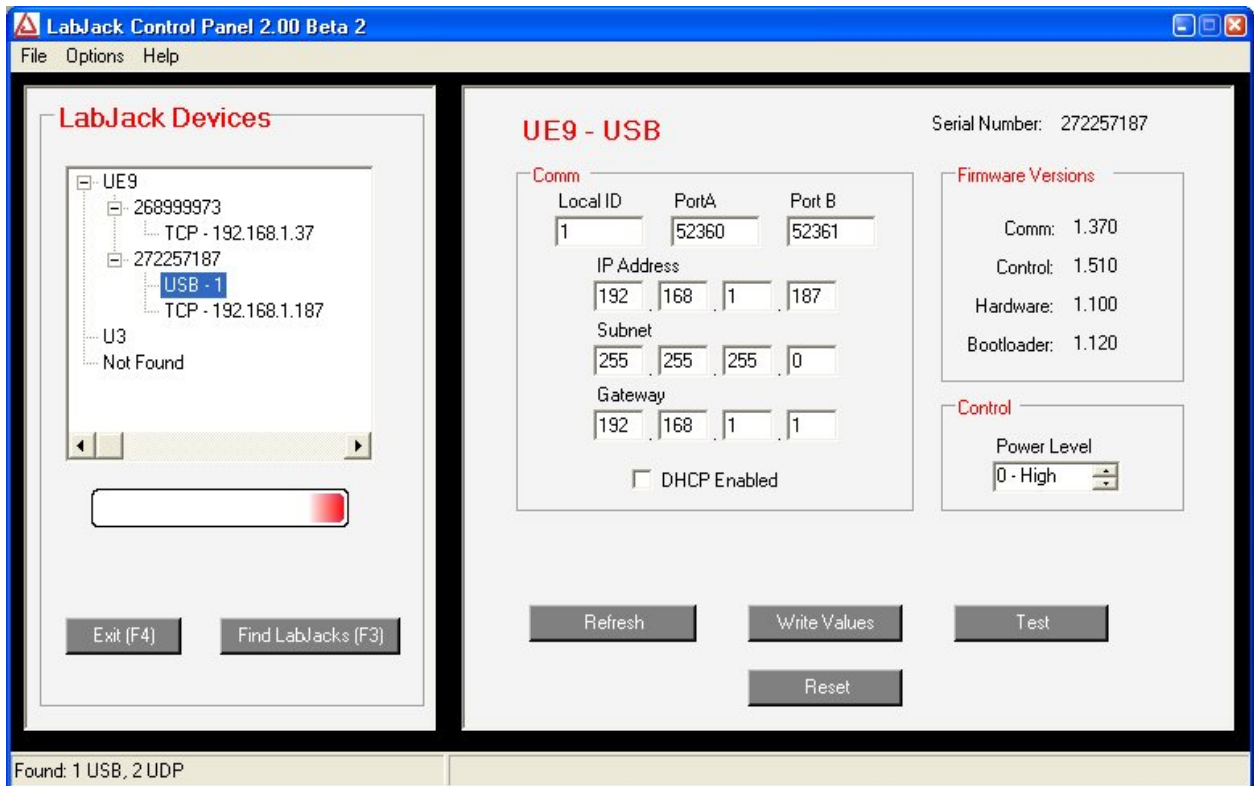 LabJack Control Panel 2.00 Beta 2
File Options Help
LabJack Devices
UE9
268999973
TCP - 192.168.1.37
272257187
USB - 1
TCP - 192.168.1.187
U3
Not Found
Exit (F4) Find LabJacks (F3)
UE9 - USB
Serial Number: 272257187
Comm
Local ID PortA Port B
1 52360 52361
IP Address
192 . 168 . 1 . 187
Subnet
255 . 255 . 255 . 0
Gateway
192 . 168 . 1 . 1
DHCP Enabled
Firmware Versions
Comm: 1.370
Control: 1.510
Hardware: 1.100
Bootloader: 1.120
Control
Power Level
0 - High
Refresh Write Values Test
Reset
Found: 1 USB, 2 UDP